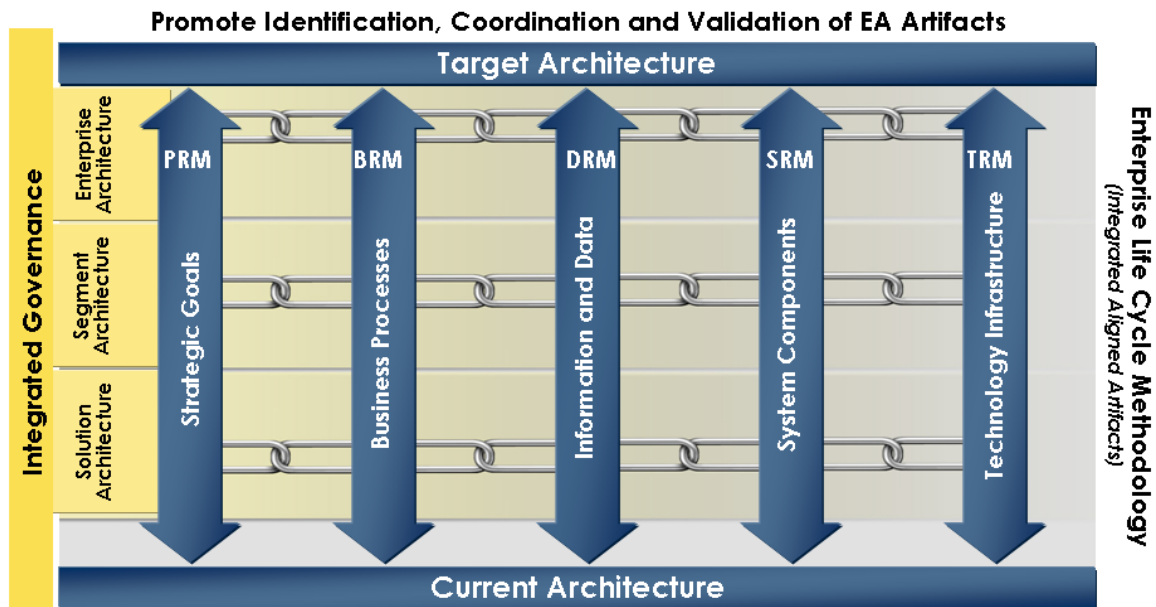 Promote Identification, Coordination and Validation of EA Artifacts
Target Architecture
Integrated Governance
Enterprise
Architecture
Segment
Architecture
Solution
Architecture
PRM
Strategic Goals
BRM
Business Processes
DRM
Information and Data
SRM
System Components
TRM
Technology Infrastructure
Enterprise Life Cycle Methodology
(Integrated Aligned Artifacts)
Current Architecture